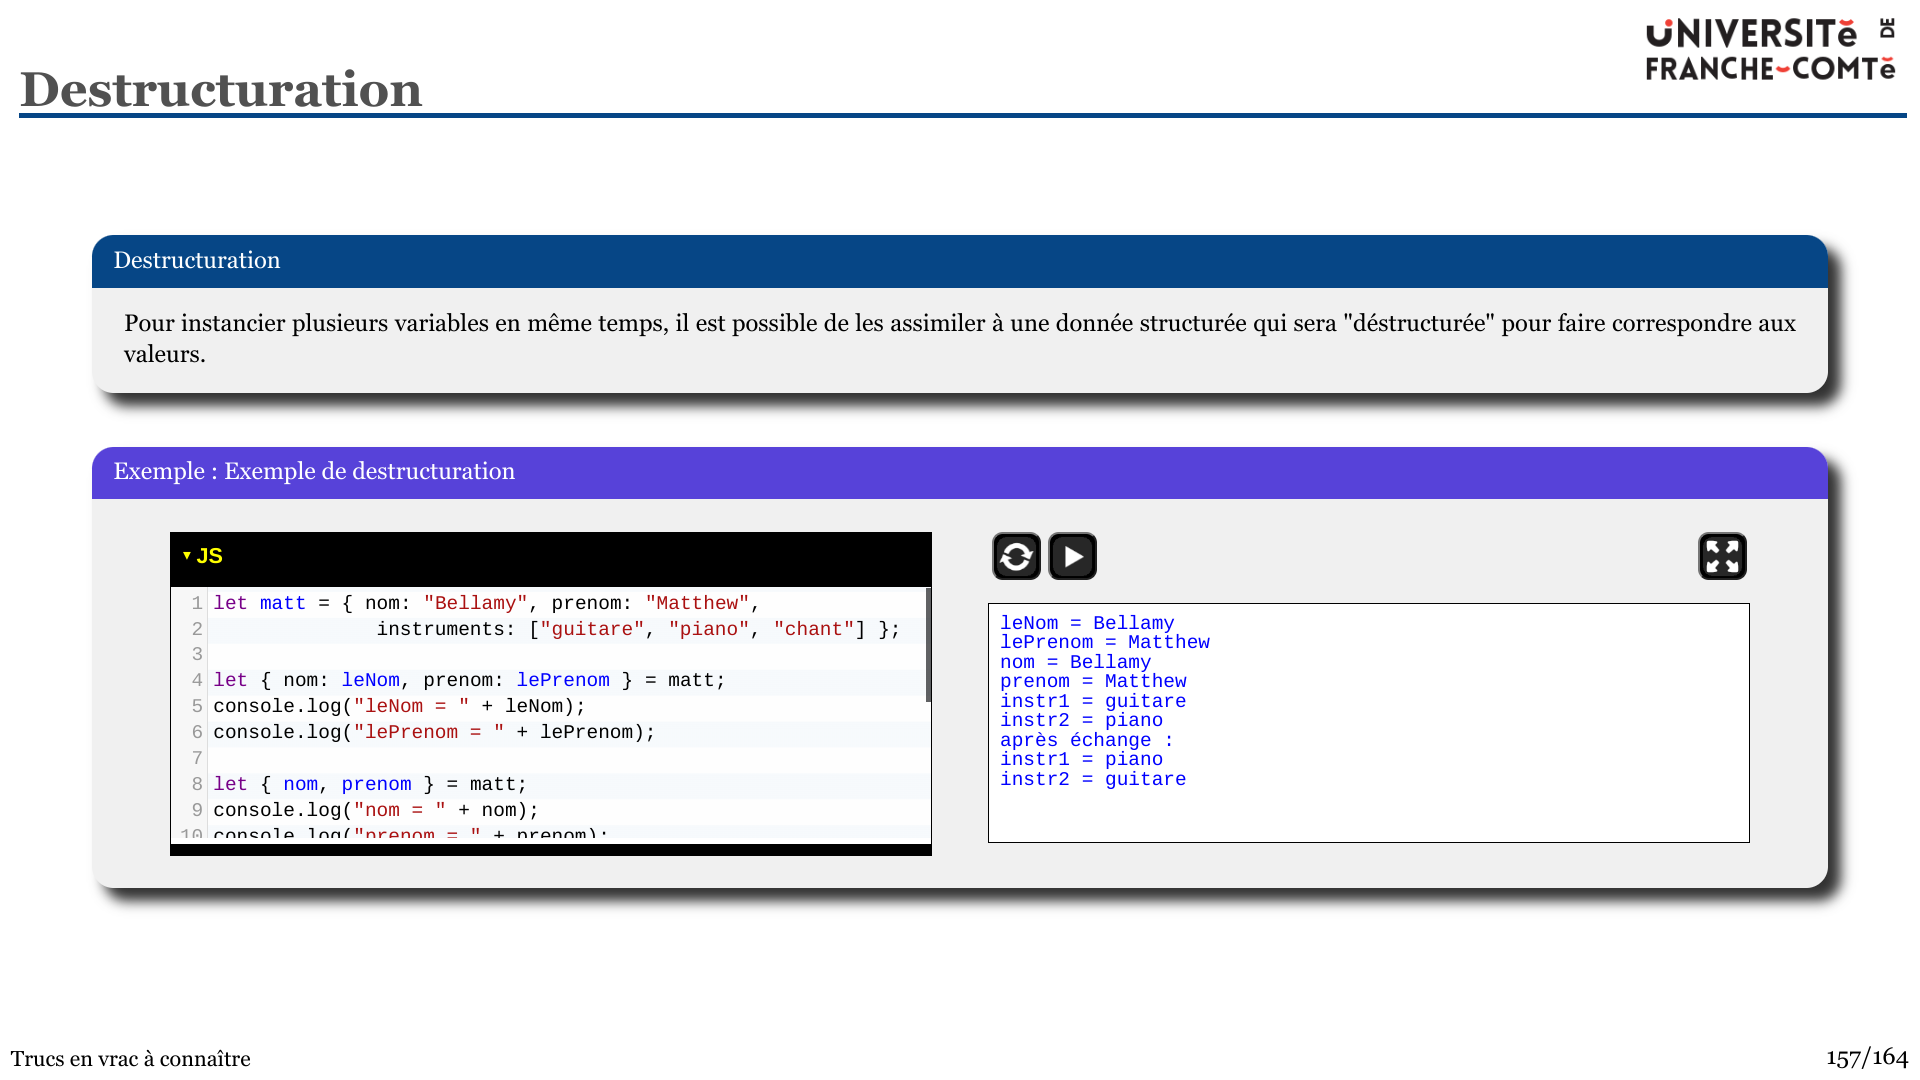 UNIVERSITé DE
FRANCHE-COMTé
Destructuration
Destructuration
Pour instancier plusieurs variables en même temps, il est possible de les assimiler à une donnée structurée qui sera "déstructurée" pour faire correspondre aux
valeurs.
Exemple : Exemple de destructuration
▾ JS
1 let matt = { nom: "Bellamy", prenom: "Matthew",
2               instruments: ["guitare", "piano", "chant"] };
3
4 let { nom: leNom, prenom: lePrenom } = matt;
5 console.log("leNom = " + leNom);
6 console.log("lePrenom = " + lePrenom);
7
8 let { nom, prenom } = matt;
9 console.log("nom = " + nom);
10 console.log("prenom = " + prenom);
leNom = Bellamy
lePrenom = Matthew
nom = Bellamy
prenom = Matthew
instr1 = guitare
instr2 = piano
après échange :
instr1 = piano
instr2 = guitare
Trucs en vrac à connaître
157/164